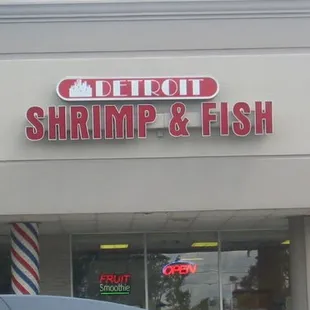 DETROIT
SHRIMP & FISH
FRUIT
Smoothie
OPEN